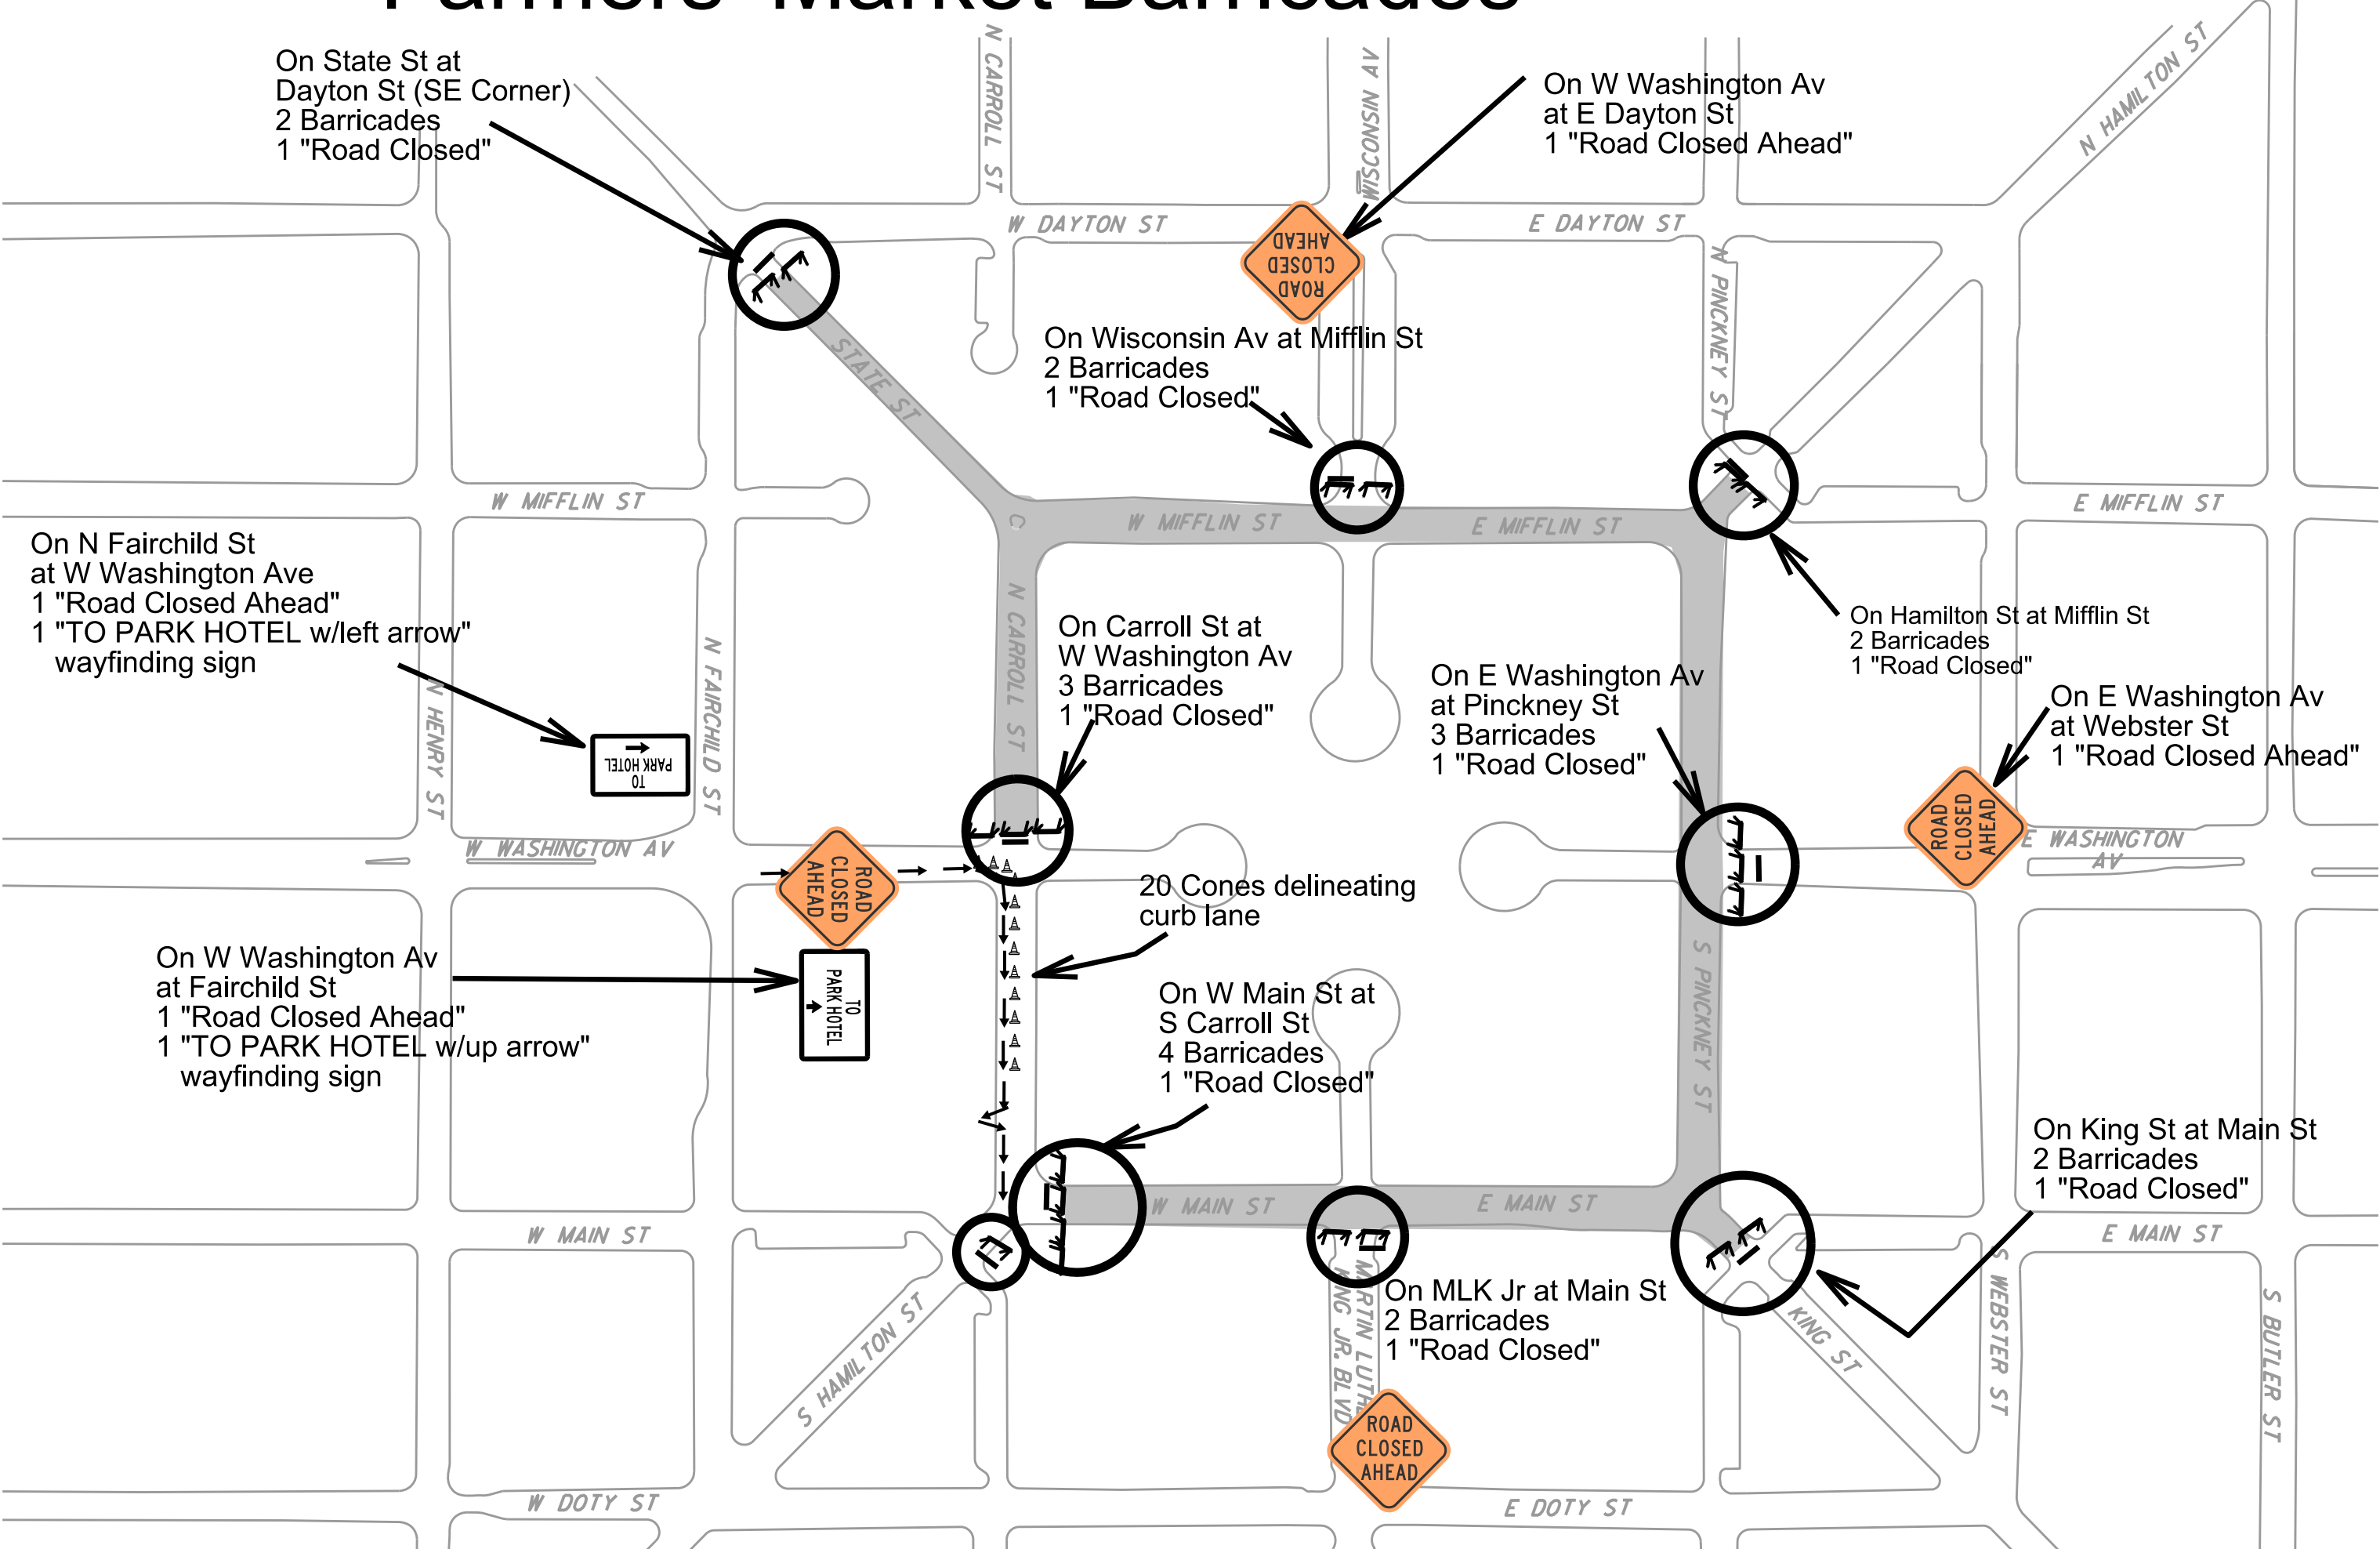 Farmers' Market Barricades
On State St at
Dayton St (SE Corner)
2 Barricades
1 "Road Closed"
N CARROLL ST
WISCONSIN AV
On W Washington Av
at E Dayton St
1 "Road Closed Ahead"
N HAMILTON ST
W DAYTON ST
E DAYTON ST
ROAD
CLOSED
AHEAD
N PINCKNEY ST
STATE ST
On Wisconsin Av at Mifflin St
2 Barricades
1 "Road Closed"
W MIFFLIN ST
C
W MIFFLIN ST
E MIFFLIN ST
E MIFFLIN ST
On N Fairchild St
at W Washington Ave
1 "Road Closed Ahead"
1 "TO PARK HOTEL w/left arrow"
wayfinding sign
N HENRY ST
N FAIRCHILD ST
TO
PARK HOTEL
N CARROLL ST
On Carroll St at
W Washington Av
3 Barricades
1 "Road Closed"
On Hamilton St at Mifflin St
2 Barricades
1 "Road Closed"
On E Washington Av
at Pinckney St
3 Barricades
1 "Road Closed"
On E Washington Av
at Webster St
1 "Road Closed Ahead"
ROAD
CLOSED
AHEAD
E WASHINGTON
AV
W WASHINGTON AV
ROAD
CLOSED
AHEAD
20 Cones delineating
curb lane
On W Washington Av
at Fairchild St
1 "Road Closed Ahead"
1 "TO PARK HOTEL w/up arrow"
wayfinding sign
TO
PARK HOTEL
On W Main St at
S Carroll St
4 Barricades
1 "Road Closed"
S PINCKNEY ST
On King St at Main St
2 Barricades
1 "Road Closed"
W MAIN ST
W MAIN ST
E MAIN ST
E MAIN ST
On MLK Jr at Main St
2 Barricades
1 "Road Closed"
MARTIN LUTH
KING JR. BLVD
S HAMILTON ST
KING ST
S WEBSTER ST
S BUTLER ST
ROAD
CLOSED
AHEAD
W DOTY ST
E DOTY ST